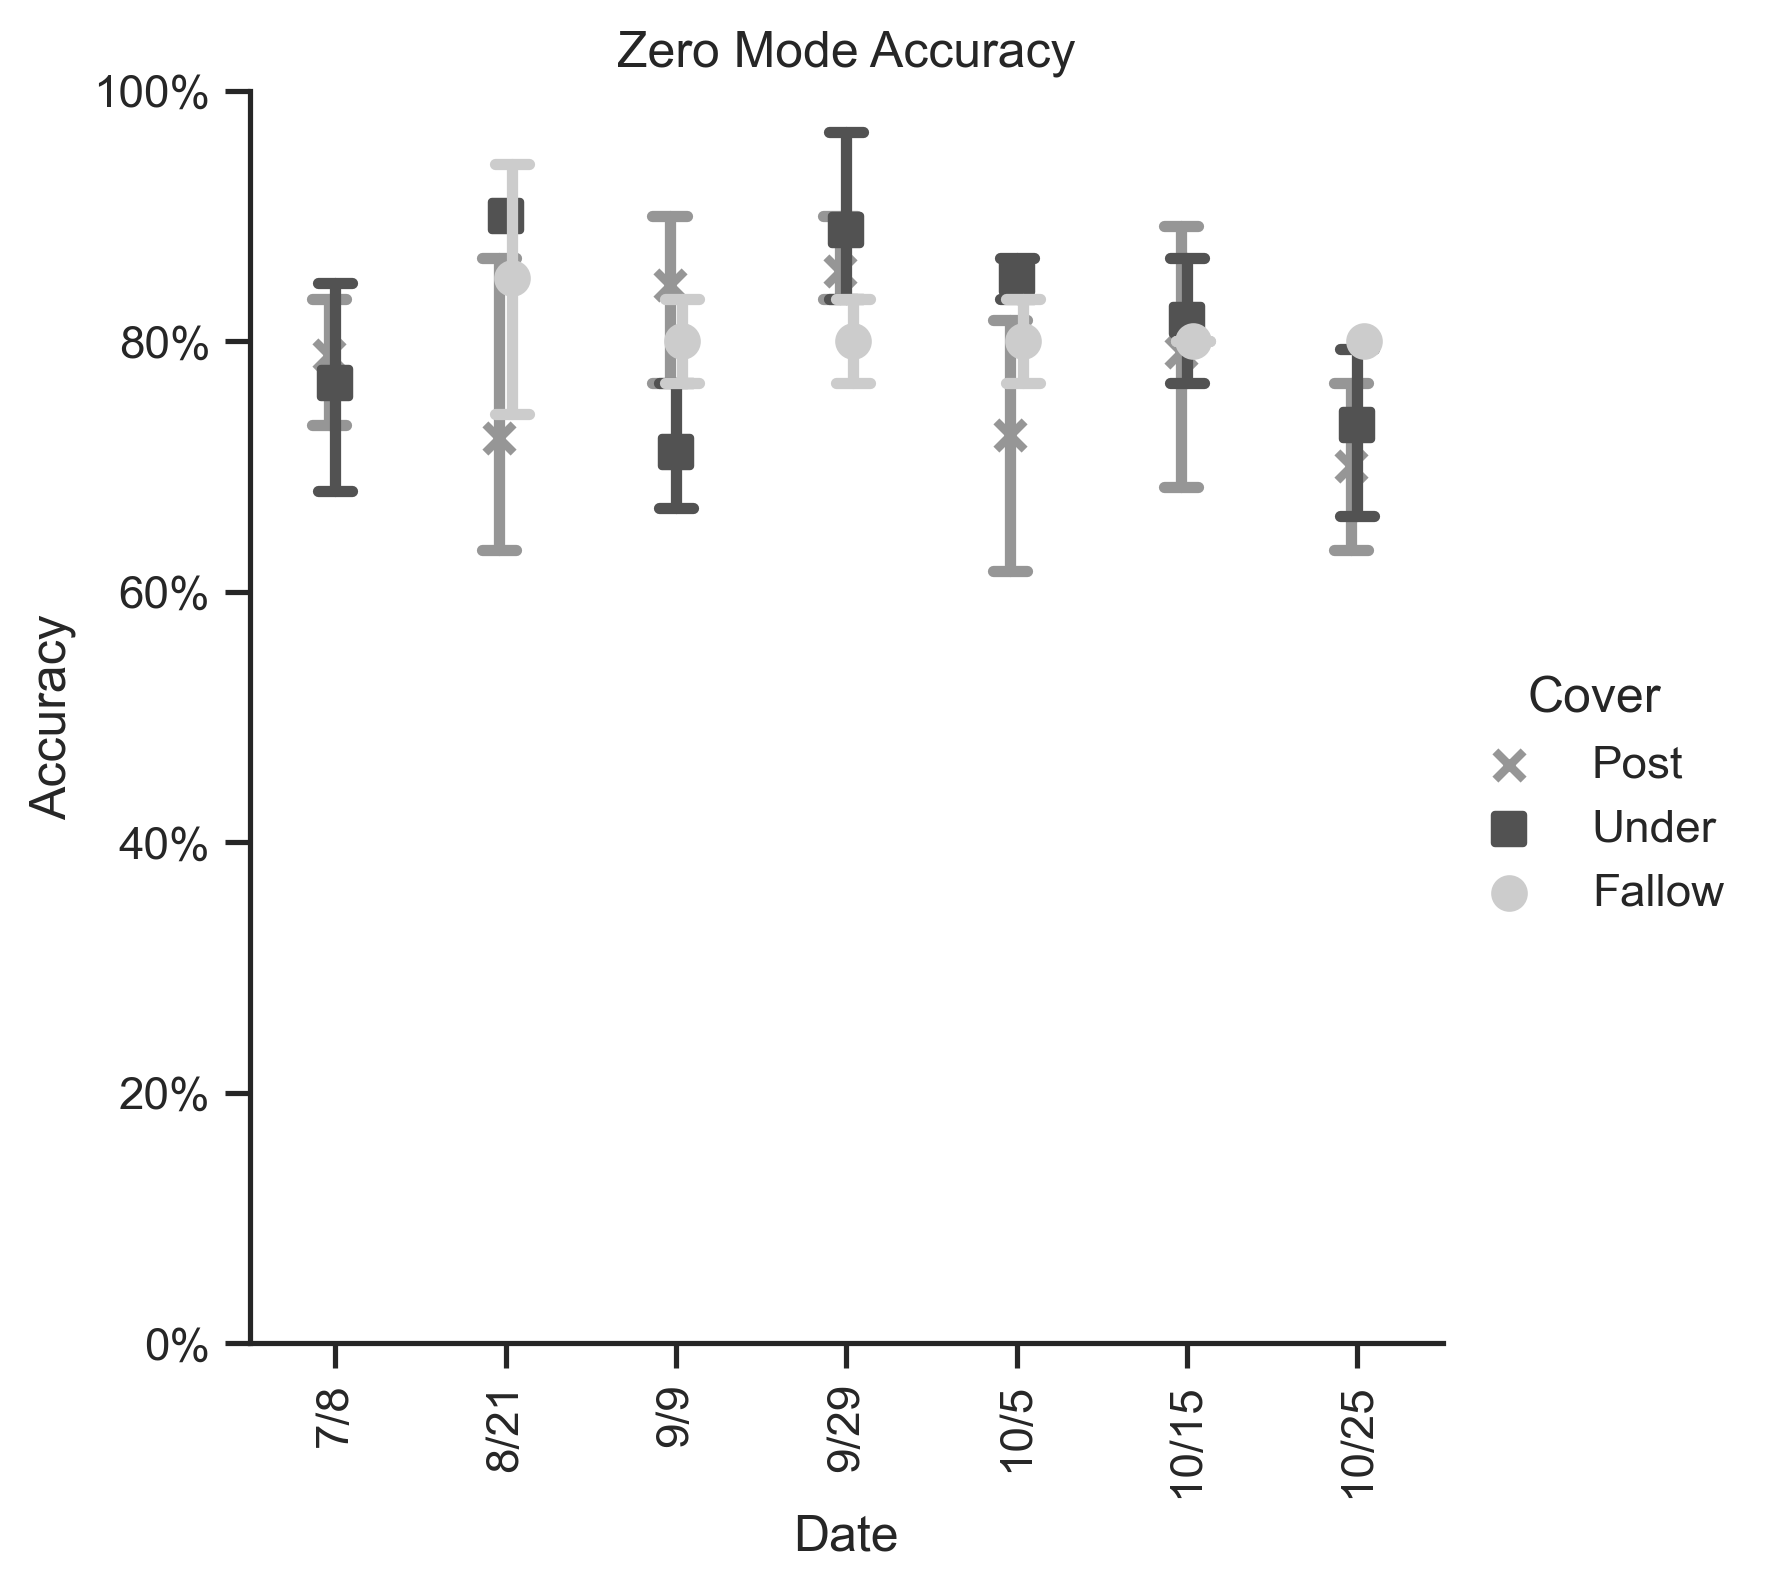 Zero Mode Accuracy
100%
80%
60%
40%
20%
0%
Accuracy
7/8
8/21
9/9
9/29
10/5
10/15
10/25
Date
Cover
Post
Under
Fallow